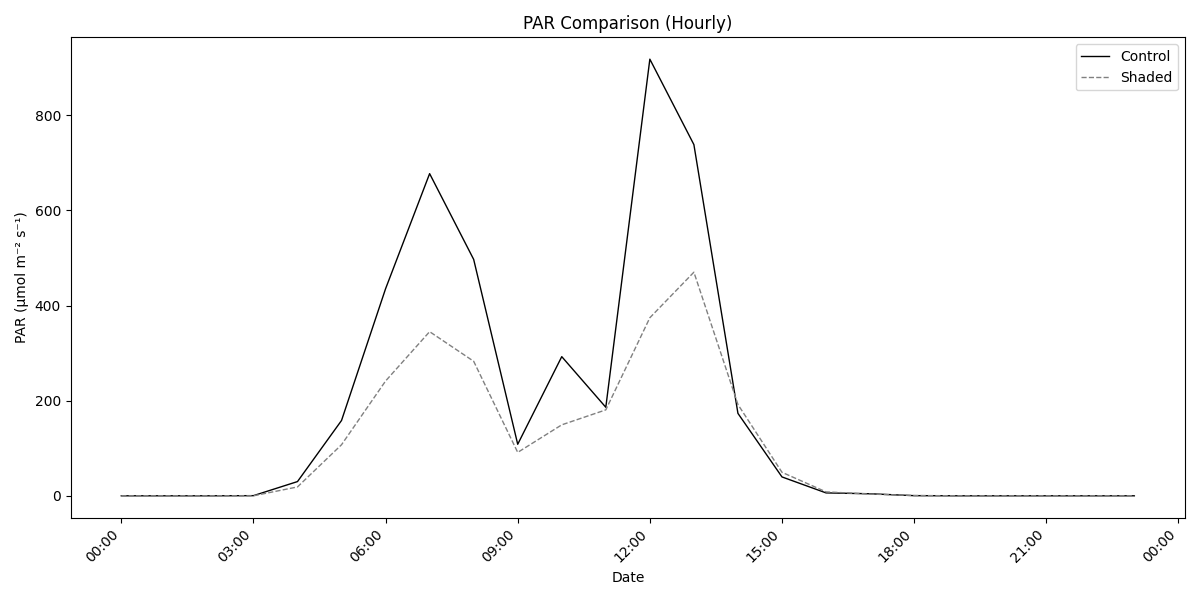 PAR Comparison (Hourly)
Control
Shaded
800
600
400
200
0
PAR (µmol m⁻² s⁻¹)
00:00
03:00
06:00
09:00
12:00
15:00
18:00
21:00
00:00
Date